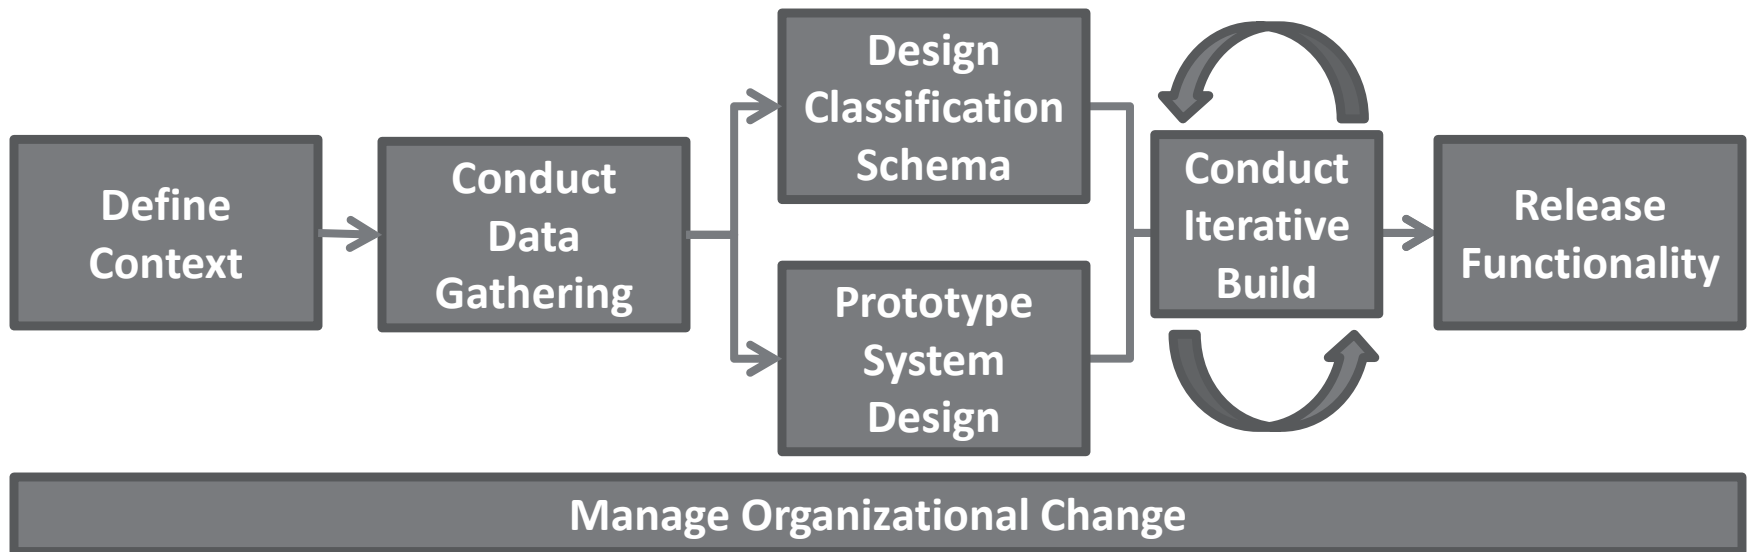 Define
Context
Conduct
Data
Gathering
Design
Classification
Schema
Prototype
System
Design
Conduct
Iterative
Build
Release
Functionality
Manage Organizational Change